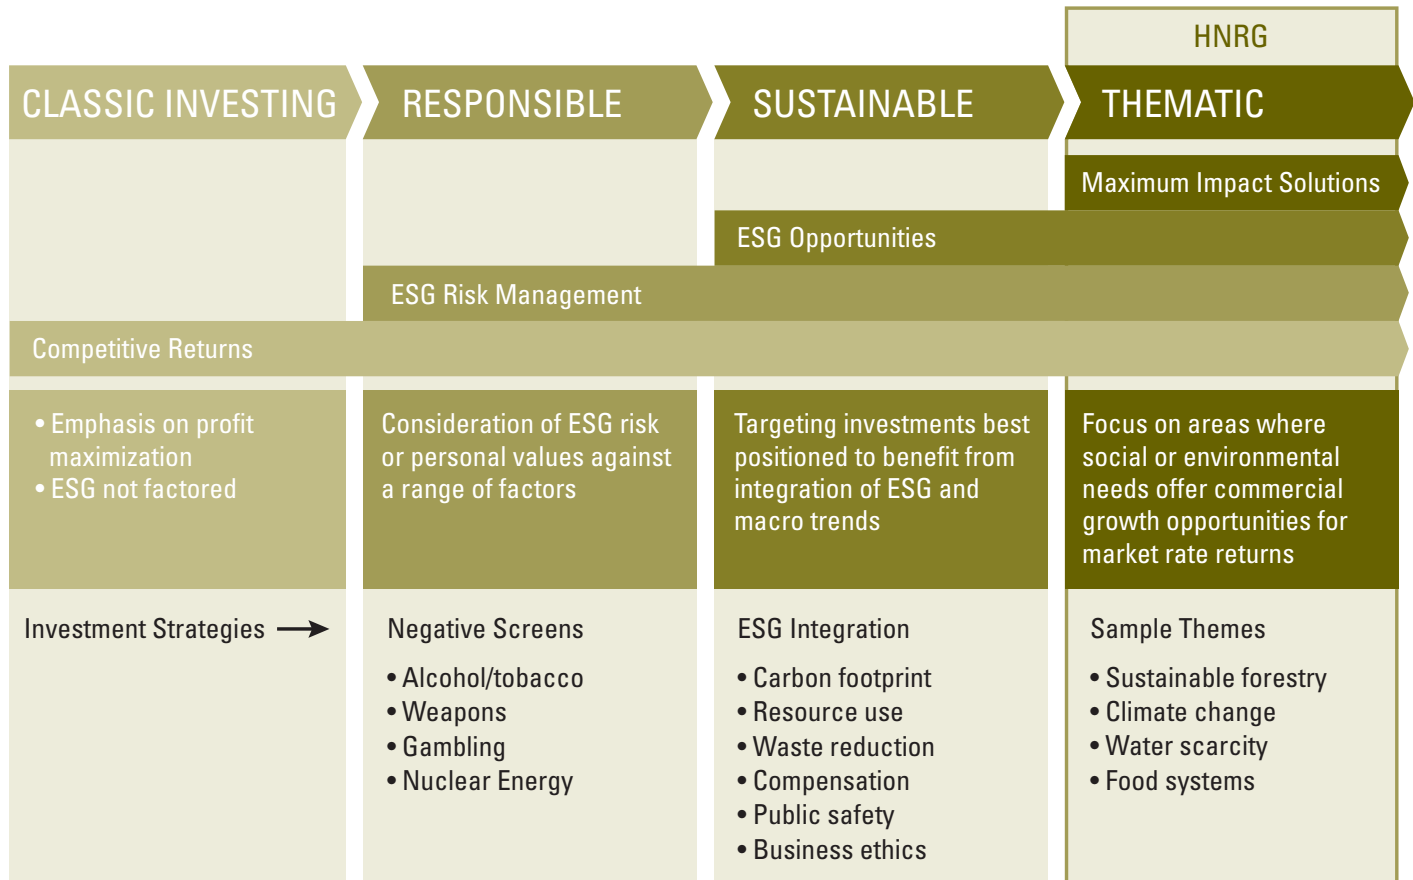 HNRG
CLASSIC INVESTING
RESPONSIBLE
SUSTAINABLE
THEMATIC
Maximum Impact Solutions
ESG Opportunities
ESG Risk Management
Competitive Returns
• Emphasis on profit
maximization
• ESG not factored
Consideration of ESG risk
or personal values against
a range of factors
Targeting investments best
positioned to benefit from
integration of ESG and
macro trends
Focus on areas where
social or environmental
needs offer commercial
growth opportunities for
market rate returns
Investment Strategies →
Negative Screens
• Alcohol/tobacco
• Weapons
• Gambling
• Nuclear Energy
ESG Integration
• Carbon footprint
• Resource use
• Waste reduction
• Compensation
• Public safety
• Business ethics
Sample Themes
• Sustainable forestry
• Climate change
• Water scarcity
• Food systems